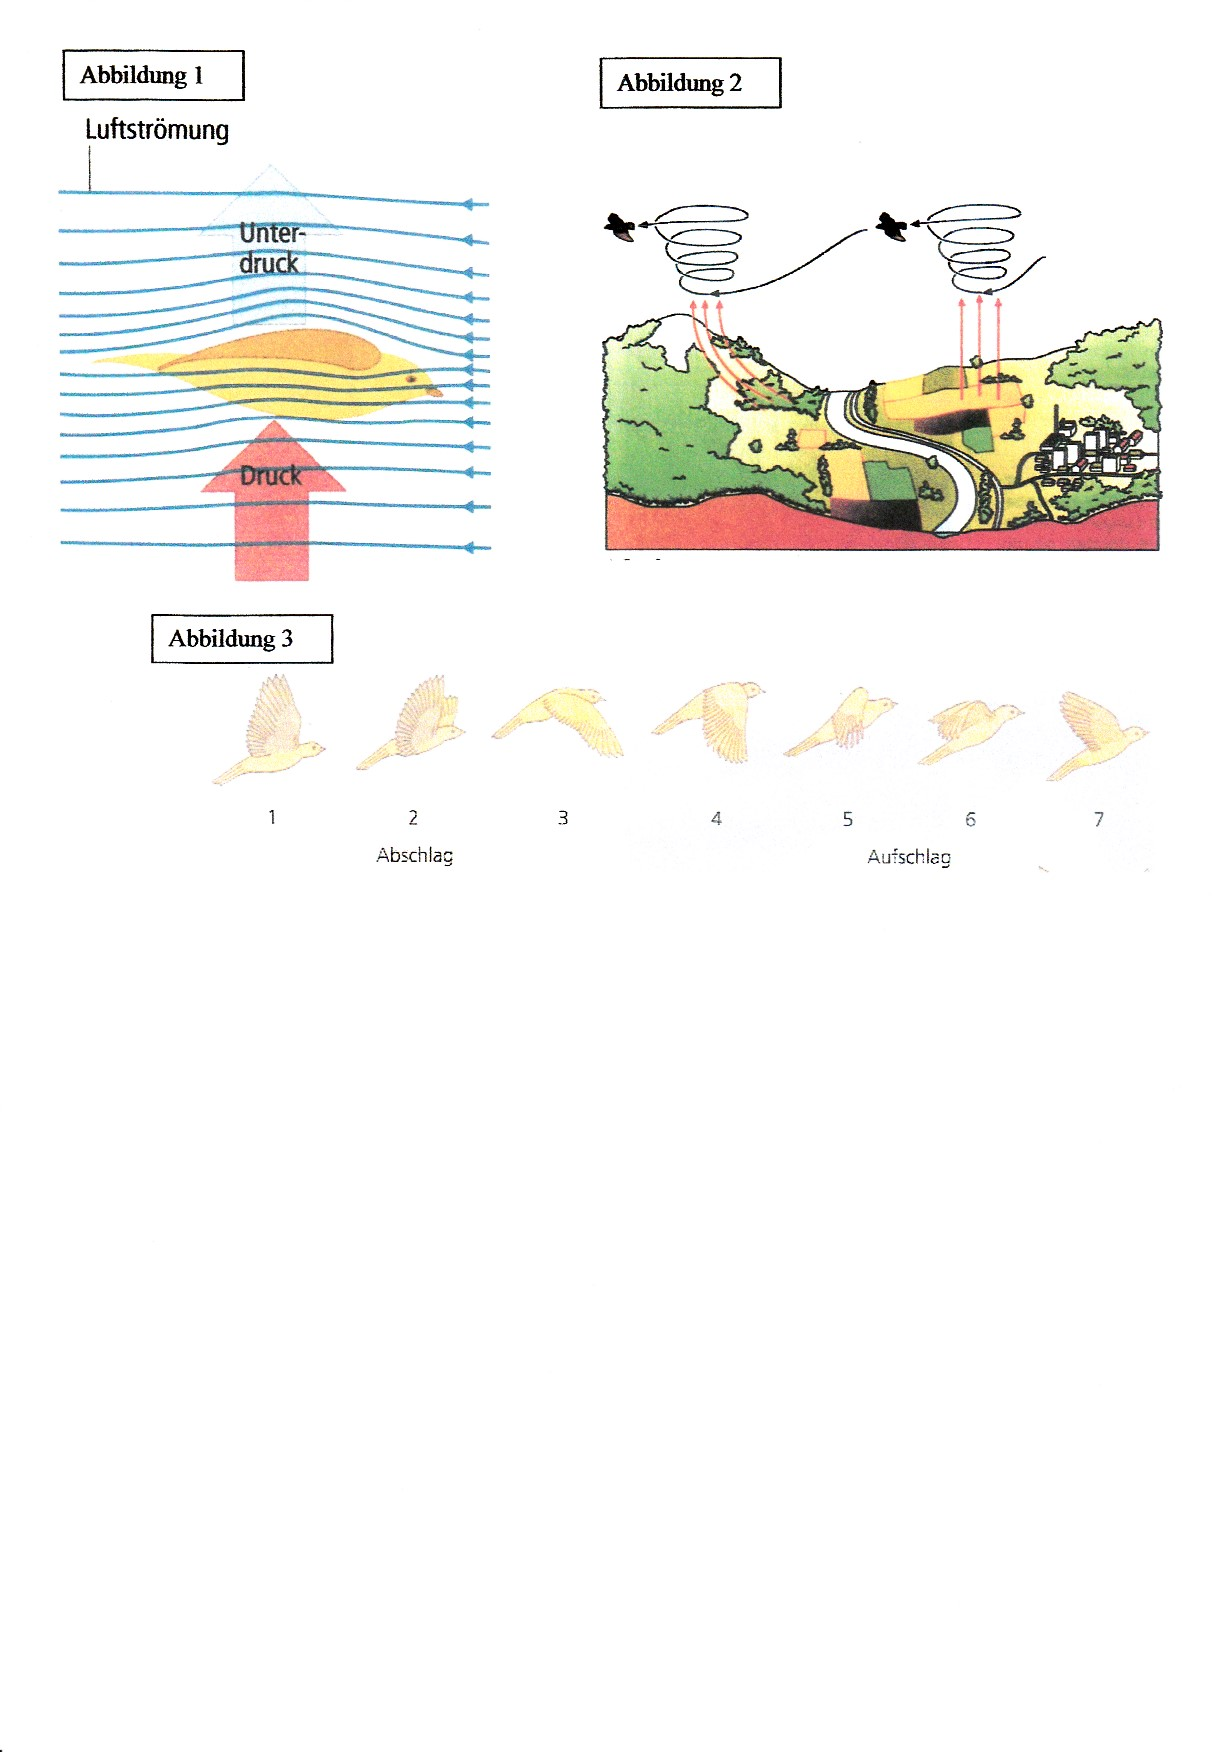 Abbildung 1
Abbildung 2
Luftströmung
Unter-
druck
Druck
Abbildung 3
1 2 3 4 5 6 7
Abschlag Aufschlag